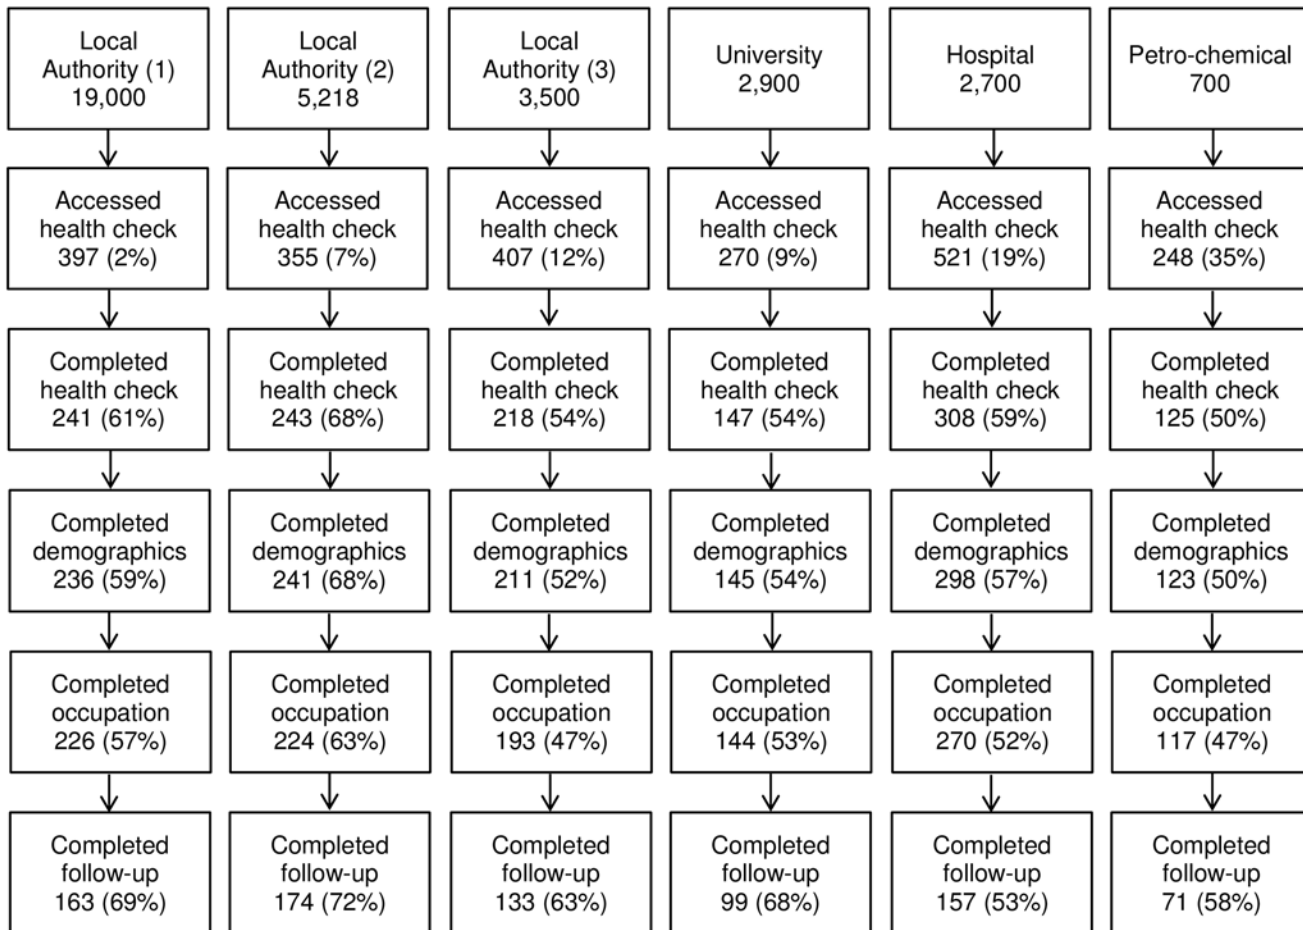 Local
Authority (1)
19,000
Local
Authority (2)
5,218
Local
Authority (3)
3,500
University
2,900
Hospital
2,700
Petro-chemical
700
Accessed
health check
397 (2%)
Accessed
health check
355 (7%)
Accessed
health check
407 (12%)
Accessed
health check
270 (9%)
Accessed
health check
521 (19%)
Accessed
health check
248 (35%)
Completed
health check
241 (61%)
Completed
health check
243 (68%)
Completed
health check
218 (54%)
Completed
health check
147 (54%)
Completed
health check
308 (59%)
Completed
health check
125 (50%)
Completed
demographics
236 (59%)
Completed
demographics
241 (68%)
Completed
demographics
211 (52%)
Completed
demographics
145 (54%)
Completed
demographics
298 (57%)
Completed
demographics
123 (50%)
Completed
occupation
226 (57%)
Completed
occupation
224 (63%)
Completed
occupation
193 (47%)
Completed
occupation
144 (53%)
Completed
occupation
270 (52%)
Completed
occupation
117 (47%)
Completed
follow-up
163 (69%)
Completed
follow-up
174 (72%)
Completed
follow-up
133 (63%)
Completed
follow-up
99 (68%)
Completed
follow-up
157 (53%)
Completed
follow-up
71 (58%)